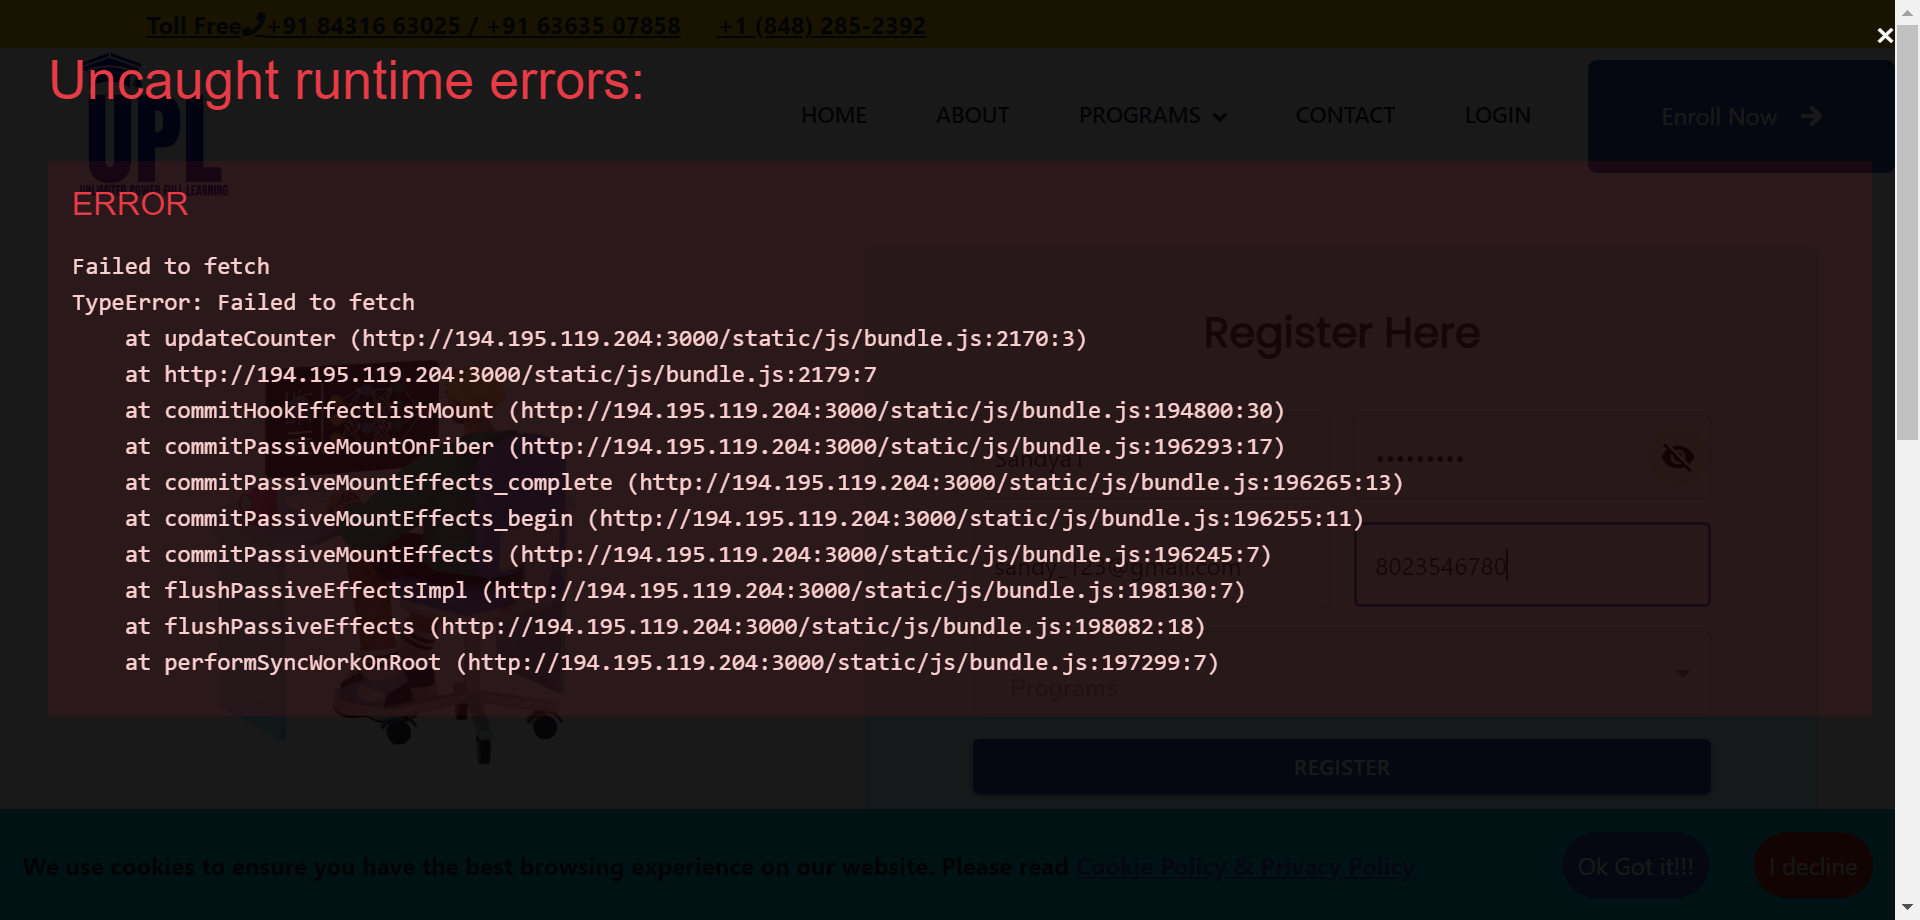 Toll Free +91 84316 63025 / +91 63635 07858 +1 (848) 285-2392
×
Uncaught runtime errors:
UPL
UNLIMITED POWER FULL LEARNING
HOME ABOUT PROGRAMS CONTACT LOGIN Enroll Now
ERROR
Failed to fetch
TypeError: Failed to fetch
at updateCounter (http://194.195.119.204:3000/static/js/bundle.js:2170:3)
Register Here
at http://194.195.119.204:3000/static/js/bundle.js:2179:7
at commitHookEffectListMount (http://194.195.119.204:3000/static/js/bundle.js:194800:30)
at commitPassiveMountOnFiber (http://194.195.119.204:3000/static/js/bundle.js:196293:17)
Sandya1 •••••••••
at commitPassiveMountEffects_complete (http://194.195.119.204:3000/static/js/bundle.js:196265:13)
at commitPassiveMountEffects_begin (http://194.195.119.204:3000/static/js/bundle.js:196255:11)
at commitPassiveMountEffects (http://194.195.119.204:3000/static/js/bundle.js:196245:7)
sandy_123@gmail.com 8023546780
at flushPassiveEffectsImpl (http://194.195.119.204:3000/static/js/bundle.js:198130:7)
at flushPassiveEffects (http://194.195.119.204:3000/static/js/bundle.js:198082:18)
at performSyncWorkOnRoot (http://194.195.119.204:3000/static/js/bundle.js:197299:7)
Programs
REGISTER
We use cookies to ensure you have the best browsing experience on our website. Please read Cookie Policy & Privacy Policy Ok Got it!!! I decline